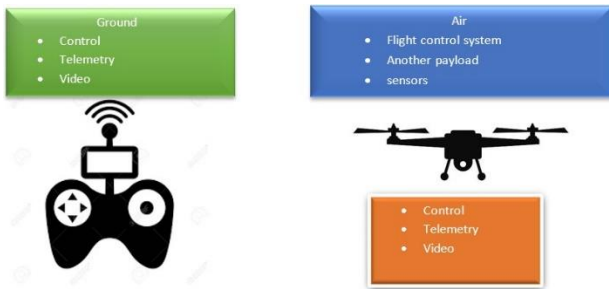 Ground
• Control
• Telemetry
• Video
Air
• Flight control system
• Another payload
• sensors
• Control
• Telemetry
• Video